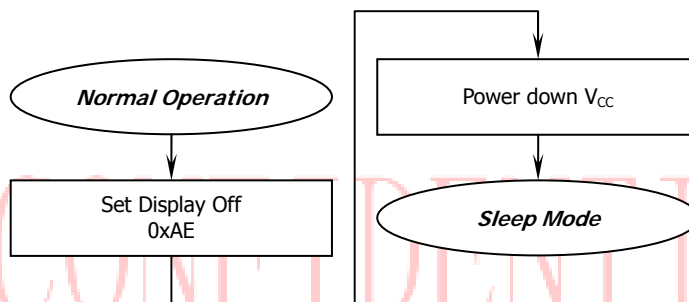 Normal Operation
Set Display Off
0xAE
Power down VCC
Sleep Mode
CONFIDENTI